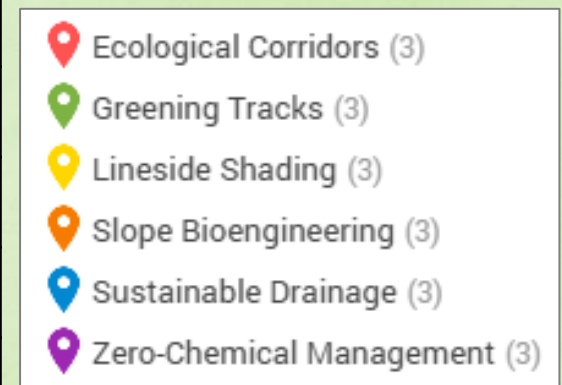 Ecological Corridors (3)
Greening Tracks (3)
Lineside Shading (3)
Slope Bioengineering (3)
Sustainable Drainage (3)
Zero-Chemical Management (3)